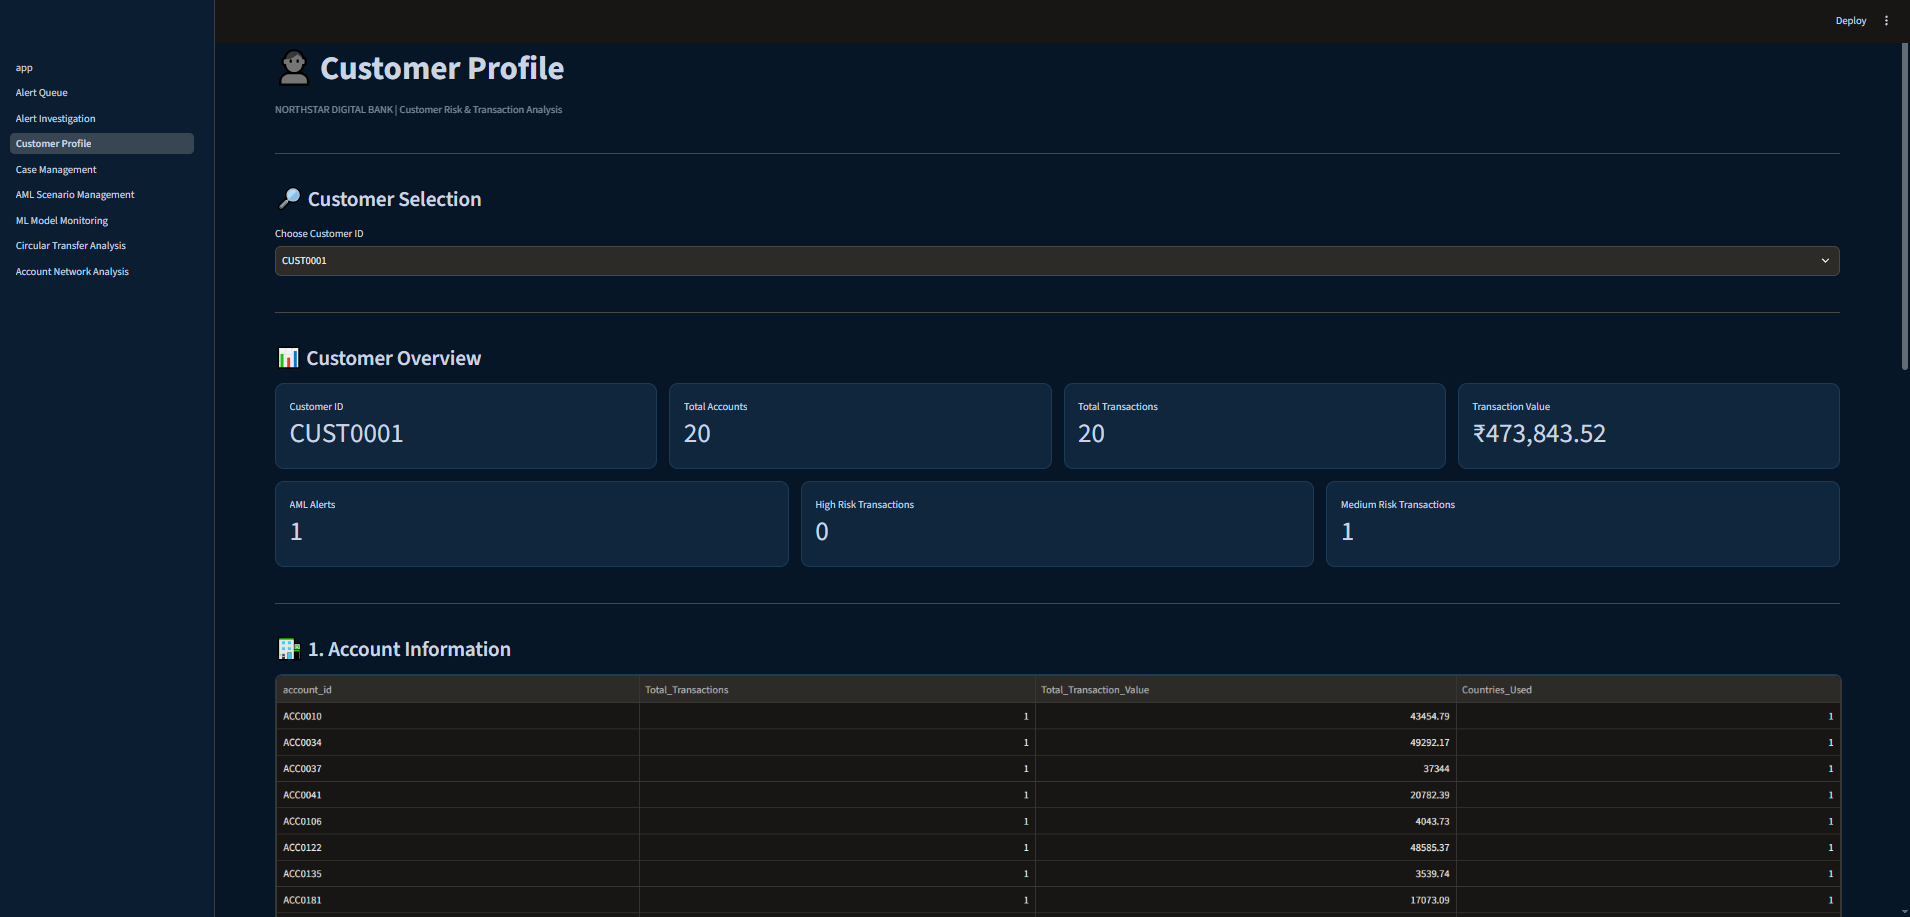 Deploy
app
Alert Queue
Alert Investigation
Customer Profile
Case Management
AML Scenario Management
ML Model Monitoring
Circular Transfer Analysis
Account Network Analysis
Customer Profile
NORTHSTAR DIGITAL BANK | Customer Risk & Transaction Analysis
Customer Selection
Choose Customer ID
CUST0001
Customer Overview
Customer ID Total Accounts Total Transactions Transaction Value
CUST0001 20 20 ₹473,843.52
AML Alerts High Risk Transactions Medium Risk Transactions
1 0 1
1. Account Information
account_id Total_Transactions Total_Transaction_Value Countries_Used
ACC0010 1 43454.79 1
ACC0034 1 49292.17 1
ACC0037 1 37344 1
ACC0041 1 20782.39 1
ACC0106 1 4043.73 1
ACC0122 1 48585.37 1
ACC0135 1 3539.74 1
ACC0181 1 17073.09 1